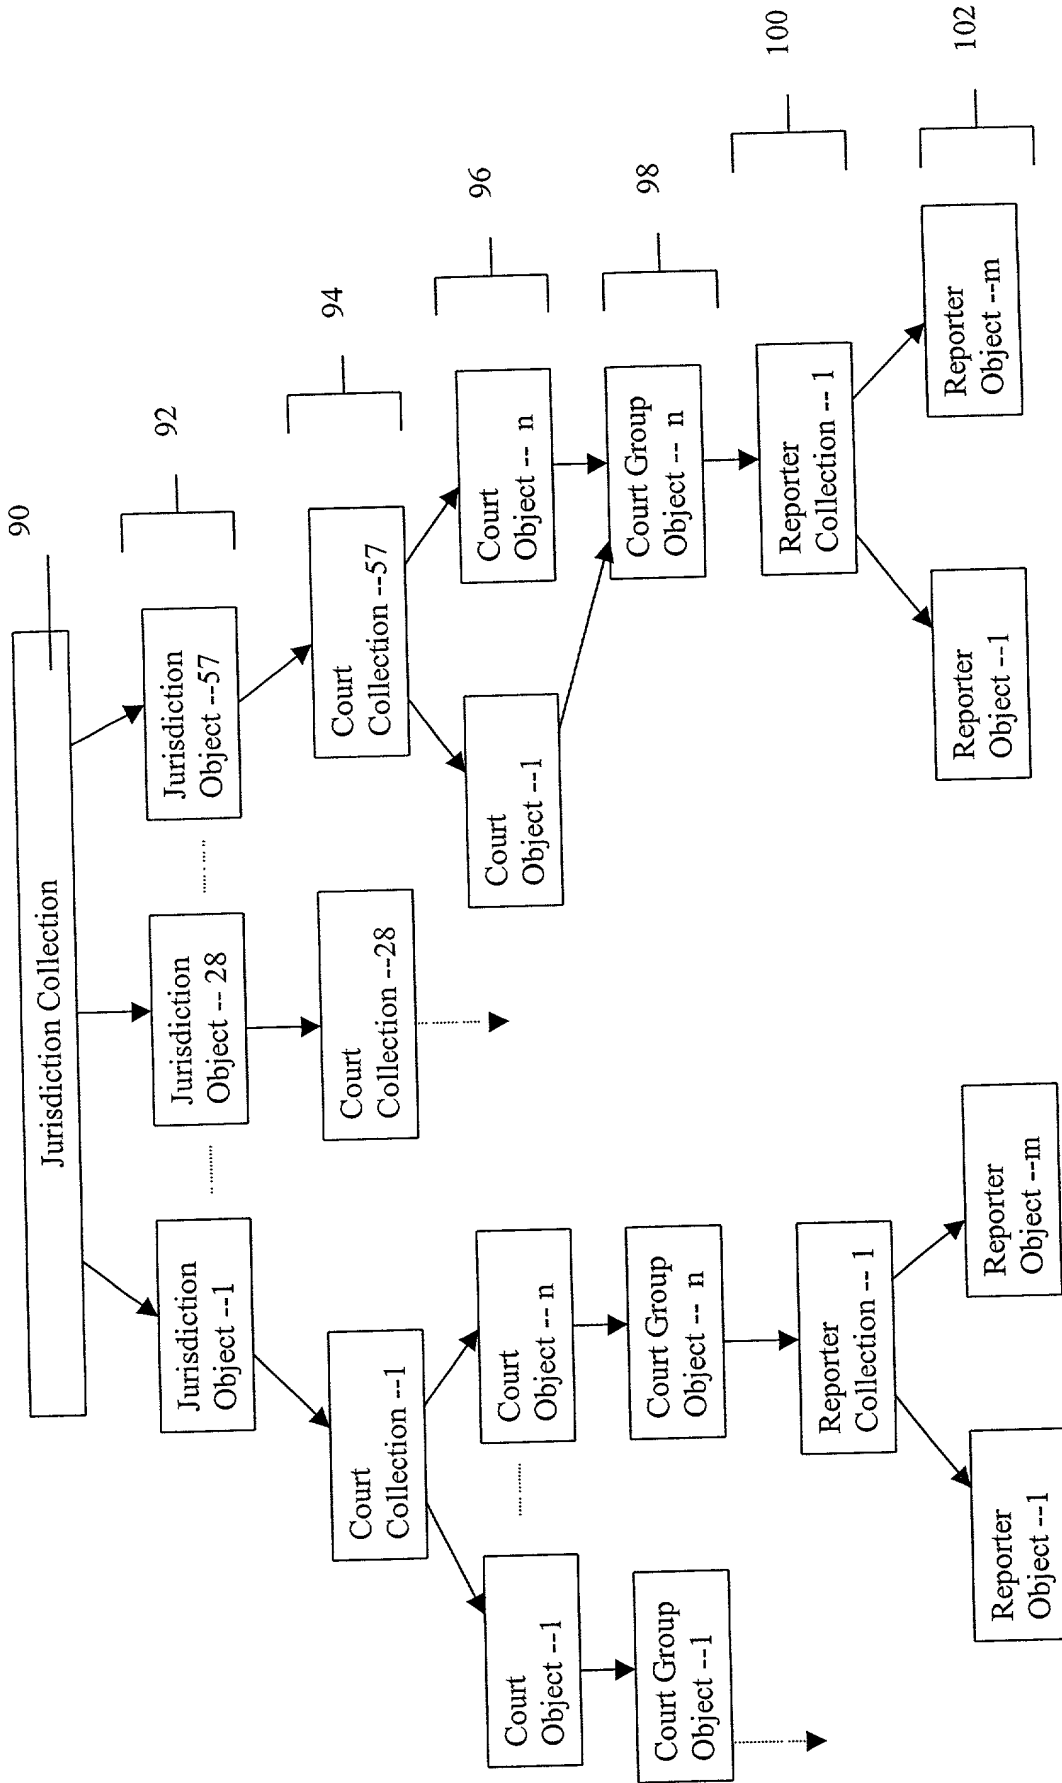 90
Jurisdiction Collection
92
Jurisdiction
Object --1
Jurisdiction
Object -- 28
Jurisdiction
Object --57
94
Court
Collection --1
Court
Collection --28
Court
Collection --57
96
Court
Object --1
Court
Object -- n
Court
Object --1
Court
Object -- n
98
Court Group
Object --1
Court Group
Object -- n
Court Group
Object -- n
100
Reporter
Collection -- 1
Reporter
Collection -- 1
102
Reporter
Object --1
Reporter
Object --m
Reporter
Object --1
Reporter
Object --m